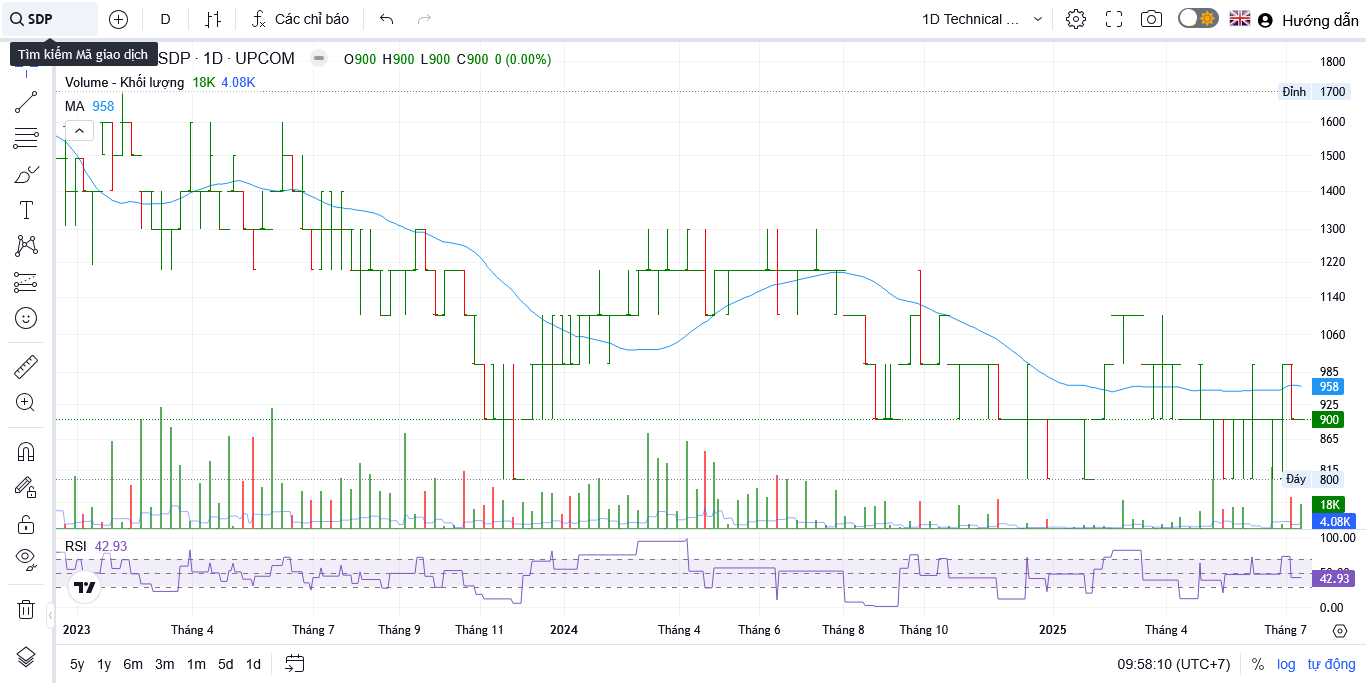 SDP
D
Các chỉ báo
1D Technical ...
Hướng dẫn
Tìm kiếm Mã giao dịch
SDP · 1D · UPCOM
O900 H900 L900 C900 0 (0.00%)
Volume - Khối lượng 18K 4.08K
MA 958
1800
Đỉnh 1700
1600
1500
1400
1300
1220
1140
1060
985
958
925
900
865
815
Đáy 800
18K
4.08K
RSI 42.93
100.00
50.00
42.93
0.00
2023 Tháng 4 Tháng 7 Tháng 9 Tháng 11 2024 Tháng 4 Tháng 6 Tháng 8 Tháng 10 2025 Tháng 4 Tháng 7
5y 1y 6m 3m 1m 5d 1d
09:58:10 (UTC+7) % log tự động